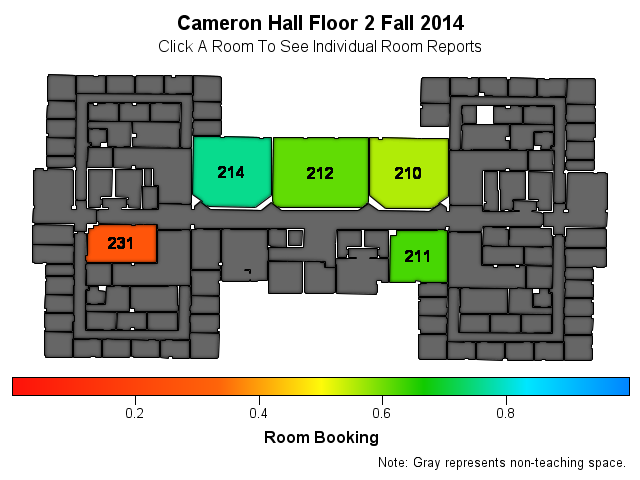 Cameron Hall Floor 2 Fall 2014
Click A Room To See Individual Room Reports
214
212
210
231
211
0.2
0.4
0.6
0.8
Room Booking
Note: Gray represents non-teaching space.